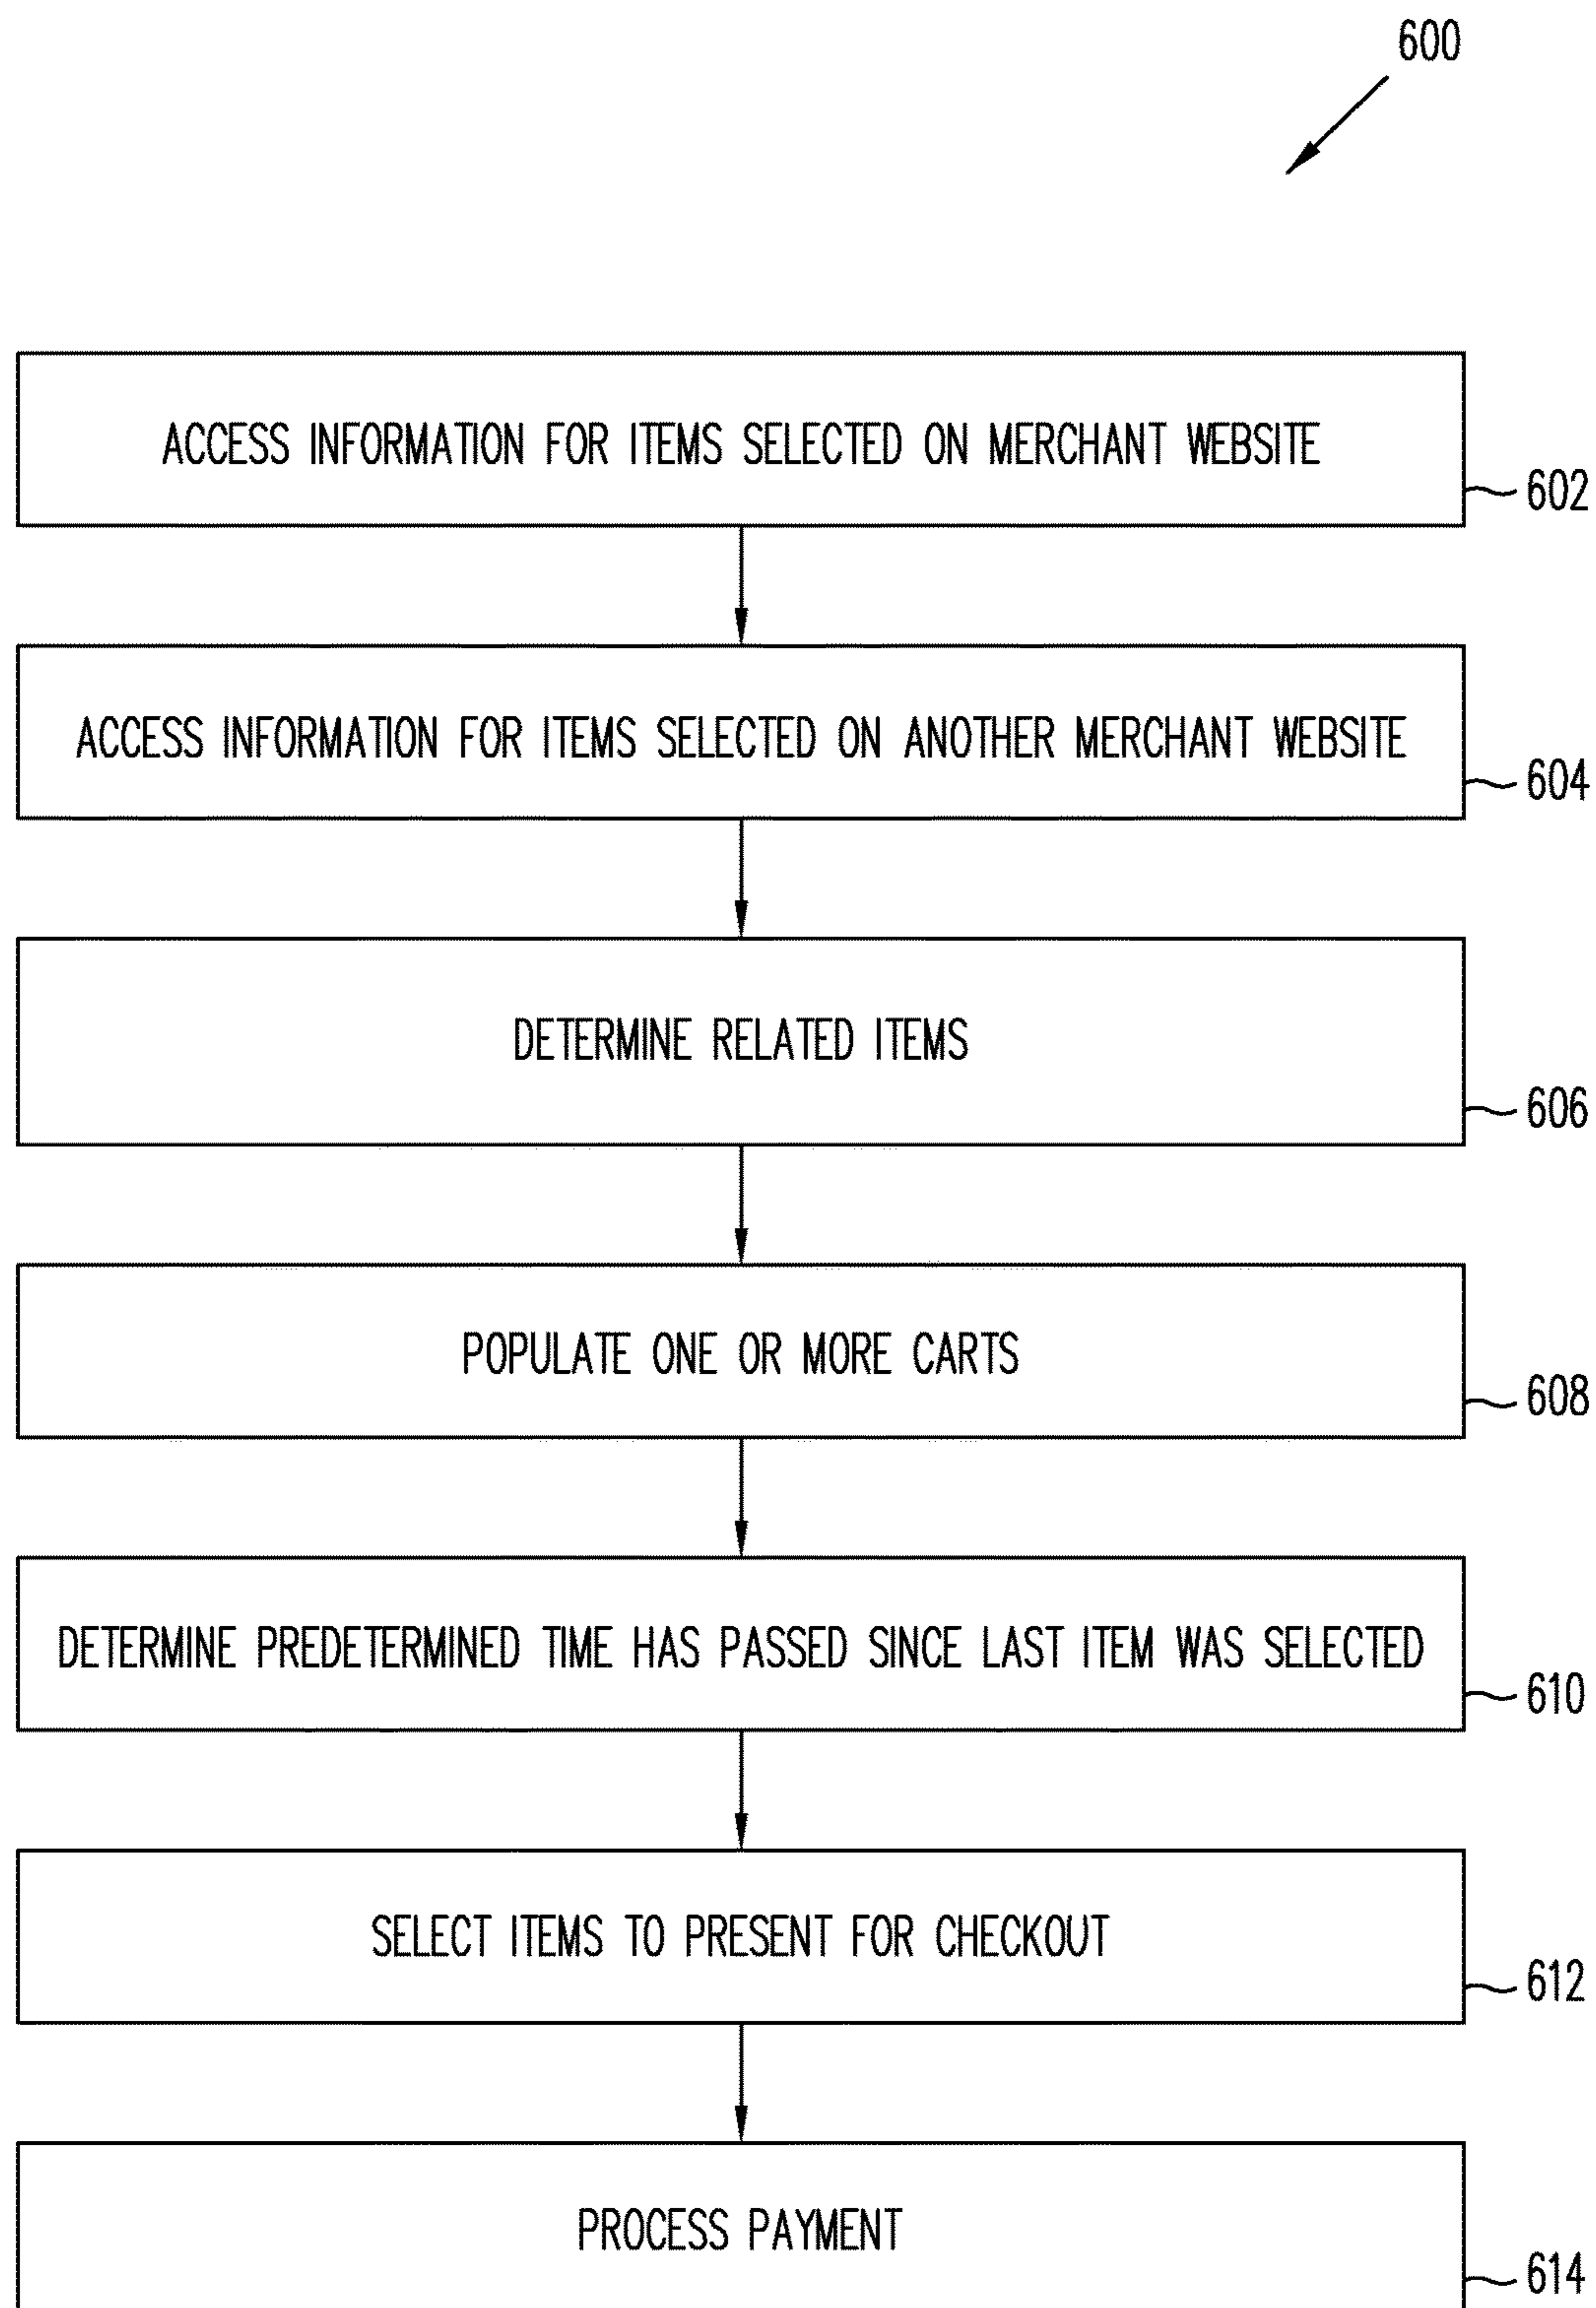 600
ACCESS INFORMATION FOR ITEMS SELECTED ON MERCHANT WEBSITE
602
ACCESS INFORMATION FOR ITEMS SELECTED ON ANOTHER MERCHANT WEBSITE
604
DETERMINE RELATED ITEMS
606
POPULATE ONE OR MORE CARTS
608
DETERMINE PREDETERMINED TIME HAS PASSED SINCE LAST ITEM WAS SELECTED
610
SELECT ITEMS TO PRESENT FOR CHECKOUT
612
PROCESS PAYMENT
614